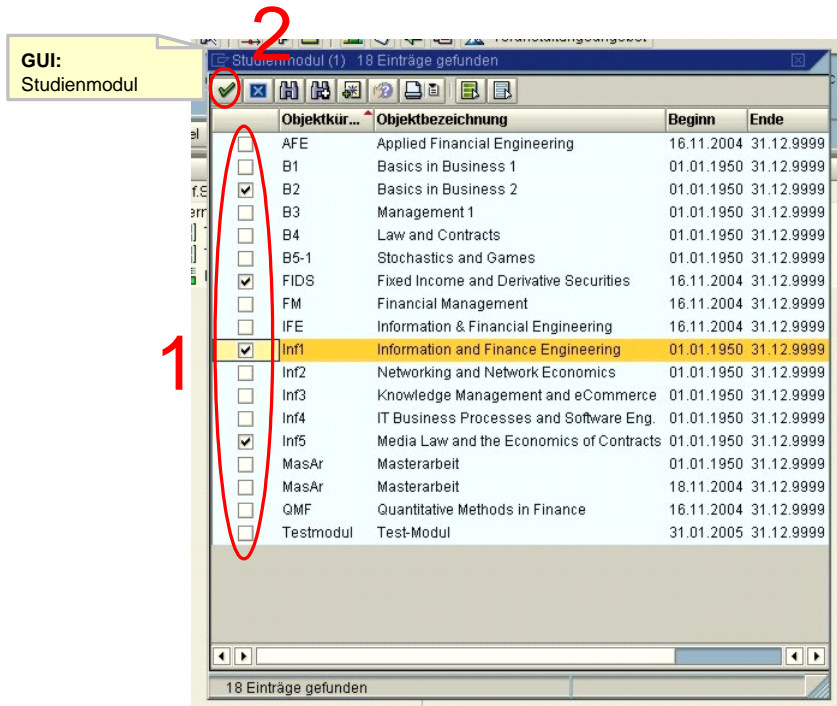 2
GUI:
Studienmodul
Veranstaltungsangebot
Studienmodul (1) 18 Einträge gefunden
Objektkür... Objektbezeichnung Beginn Ende
AFE Applied Financial Engineering 16.11.2004 31.12.9999
B1 Basics in Business 1 01.01.1950 31.12.9999
B2 Basics in Business 2 01.01.1950 31.12.9999
B3 Management 1 01.01.1950 31.12.9999
B4 Law and Contracts 01.01.1950 31.12.9999
B5-1 Stochastics and Games 01.01.1950 31.12.9999
FIDS Fixed Income and Derivative Securities 16.11.2004 31.12.9999
FM Financial Management 16.11.2004 31.12.9999
IFE Information & Financial Engineering 16.11.2004 31.12.9999
1
Inf1 Information and Finance Engineering 01.01.1950 31.12.9999
Inf2 Networking and Network Economics 01.01.1950 31.12.9999
Inf3 Knowledge Management and eCommerce 01.01.1950 31.12.9999
Inf4 IT Business Processes and Software Eng. 01.01.1950 31.12.9999
Inf5 Media Law and the Economics of Contracts 01.01.1950 31.12.9999
MasAr Masterarbeit 01.01.1950 31.12.9999
MasAr Masterarbeit 18.11.2004 31.12.9999
QMF Quantitative Methods in Finance 16.11.2004 31.12.9999
Testmodul Test-Modul 31.01.2005 31.12.9999
18 Einträge gefunden